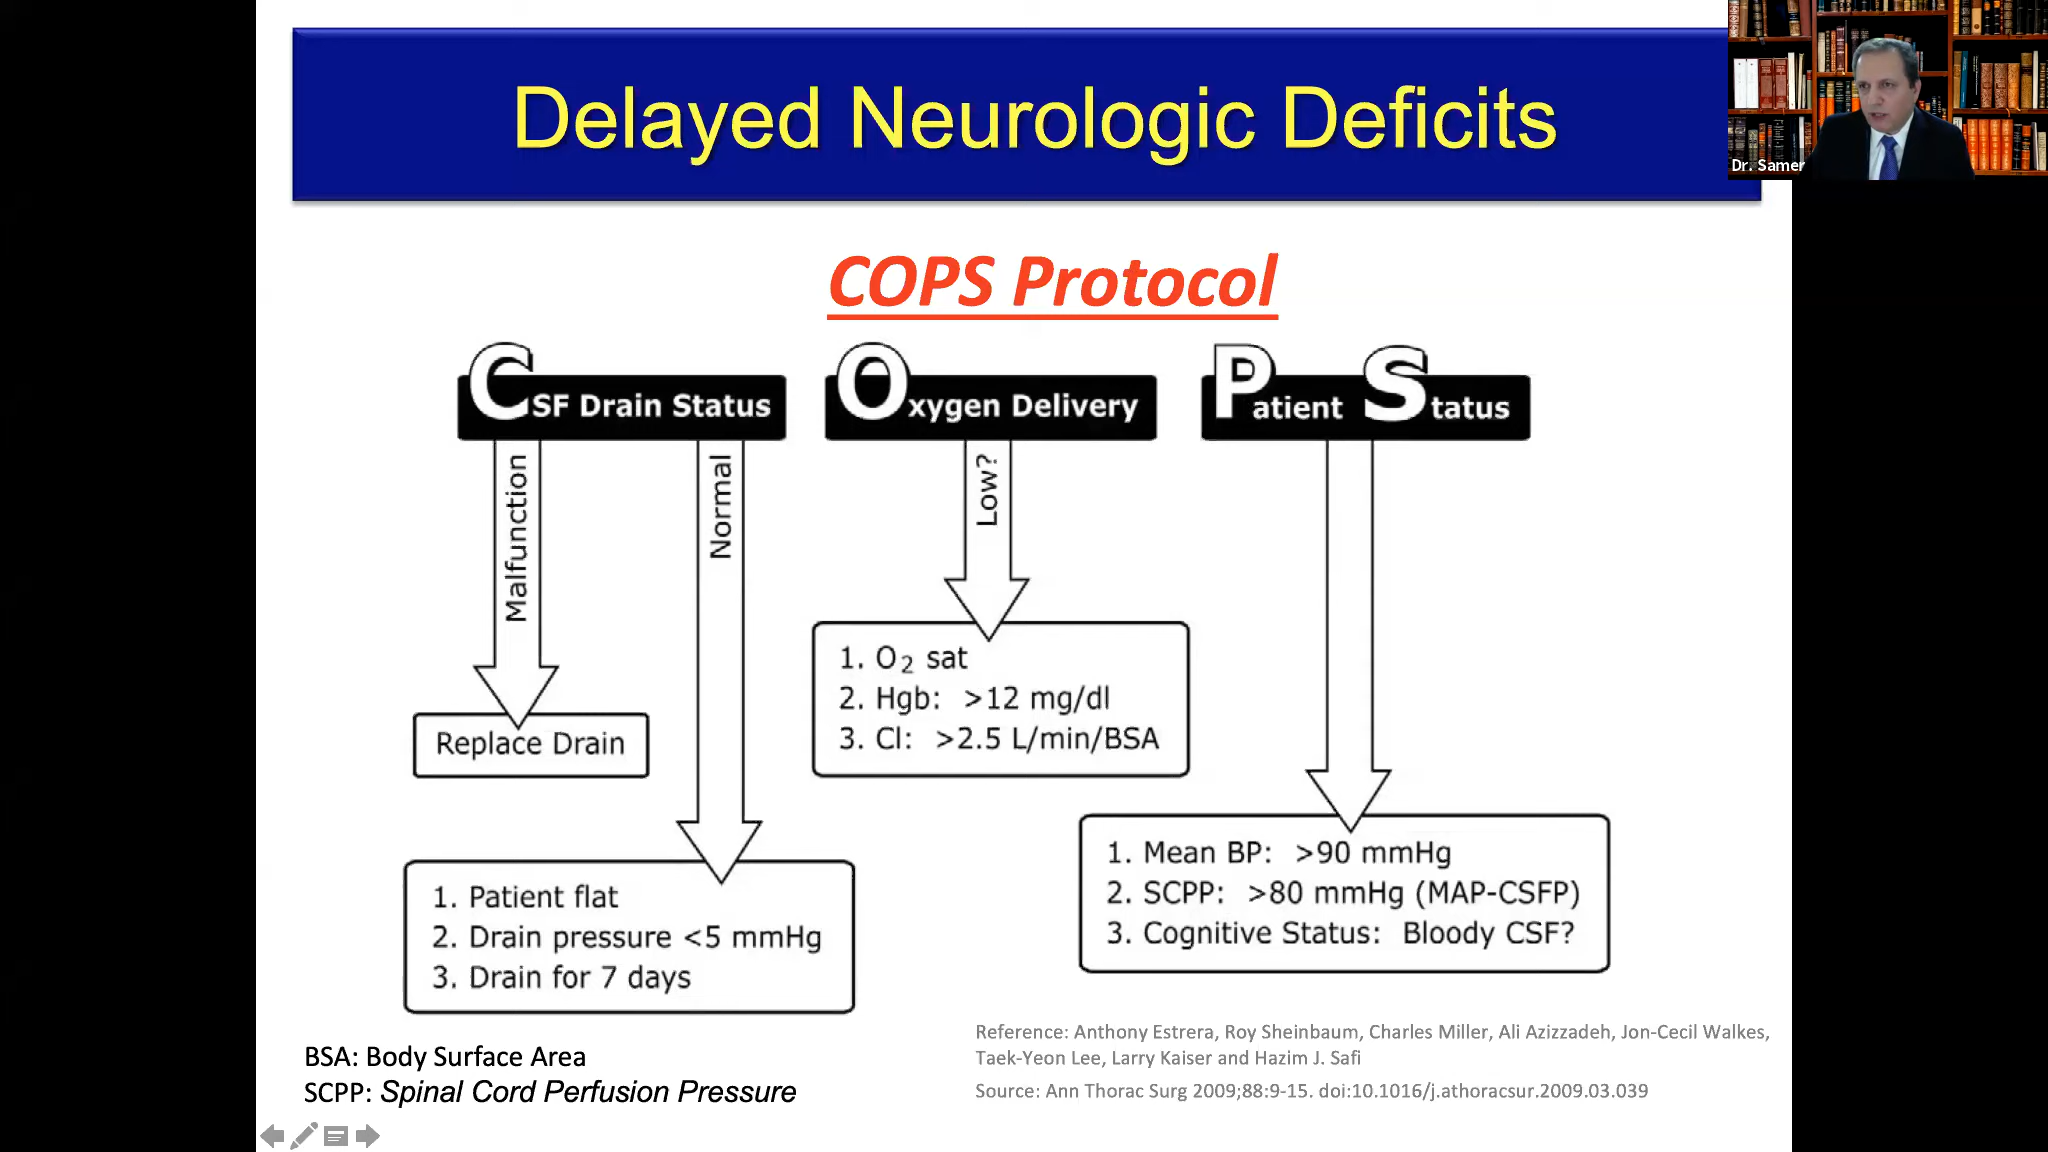 Delayed Neurologic Deficits
Dr. Samer
COPS Protocol
CSF Drain Status
Oxygen Delivery
Patient Status
Malfunction
Normal
Low?
Replace Drain
1. Patient flat
2. Drain pressure <5 mmHg
3. Drain for 7 days
1. O₂ sat
2. Hgb: >12 mg/dl
3. CI: >2.5 L/min/BSA
1. Mean BP: >90 mmHg
2. SCPP: >80 mmHg (MAP-CSFP)
3. Cognitive Status: Bloody CSF?
BSA: Body Surface Area
SCPP: Spinal Cord Perfusion Pressure
Reference: Anthony Estrera, Roy Sheinbaum, Charles Miller, Ali Azizzadeh, Jon-Cecil Walkes,
Taek-Yeon Lee, Larry Kaiser and Hazim J. Safi
Source: Ann Thorac Surg 2009;88:9-15. doi:10.1016/j.athoracsur.2009.03.039